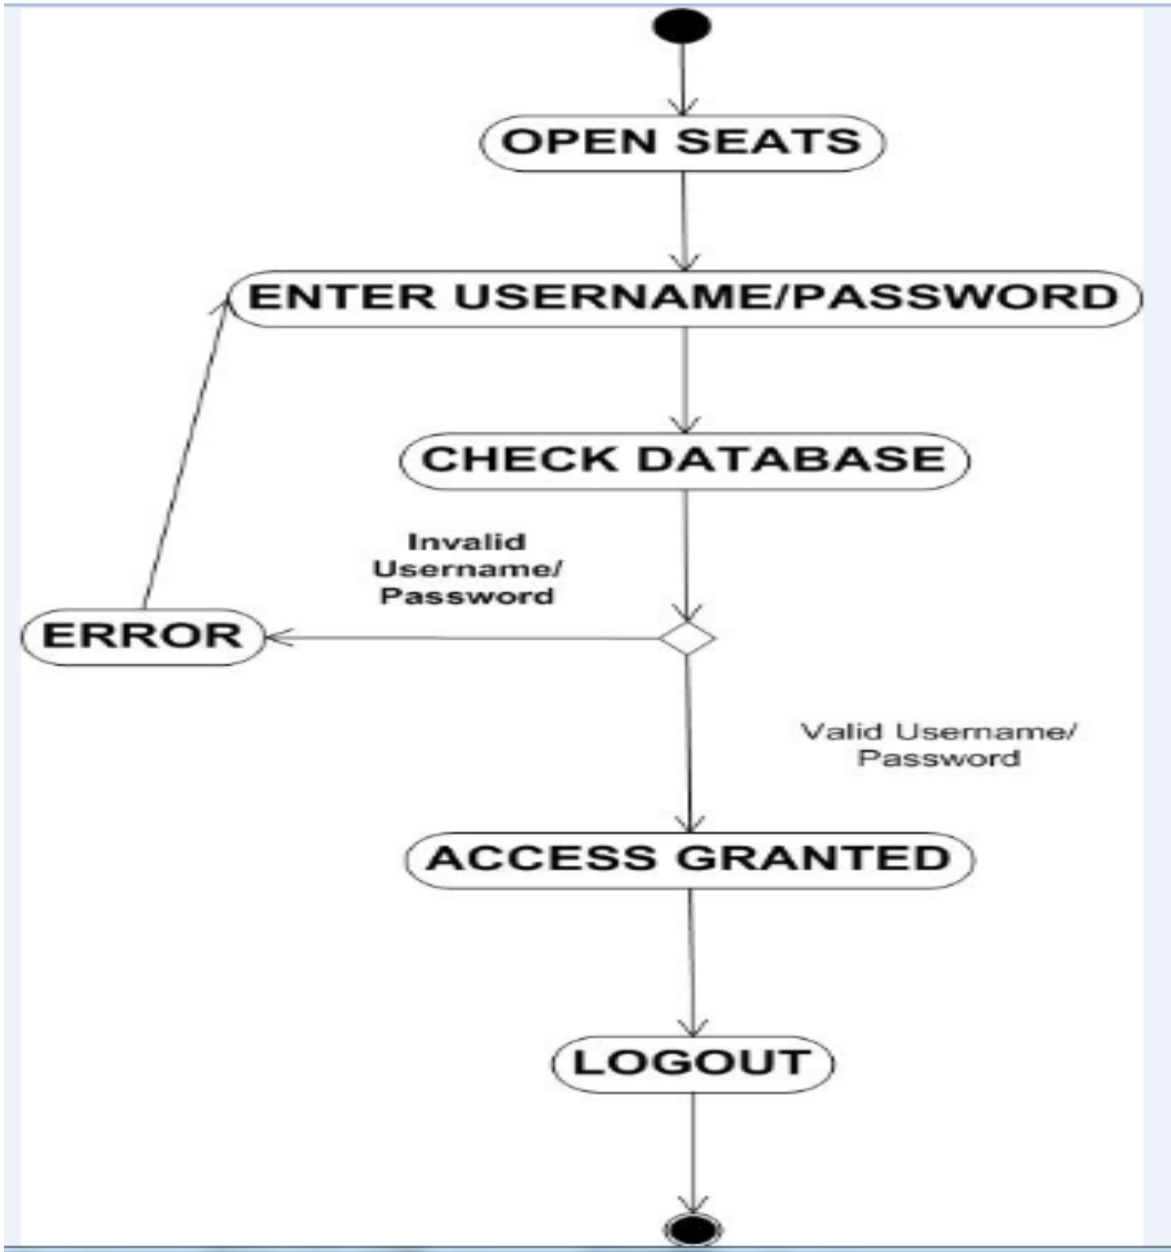 OPEN SEATS
ENTER USERNAME/PASSWORD
CHECK DATABASE
Invalid
Username/
Password
ERROR
Valid Username/
Password
ACCESS GRANTED
LOGOUT